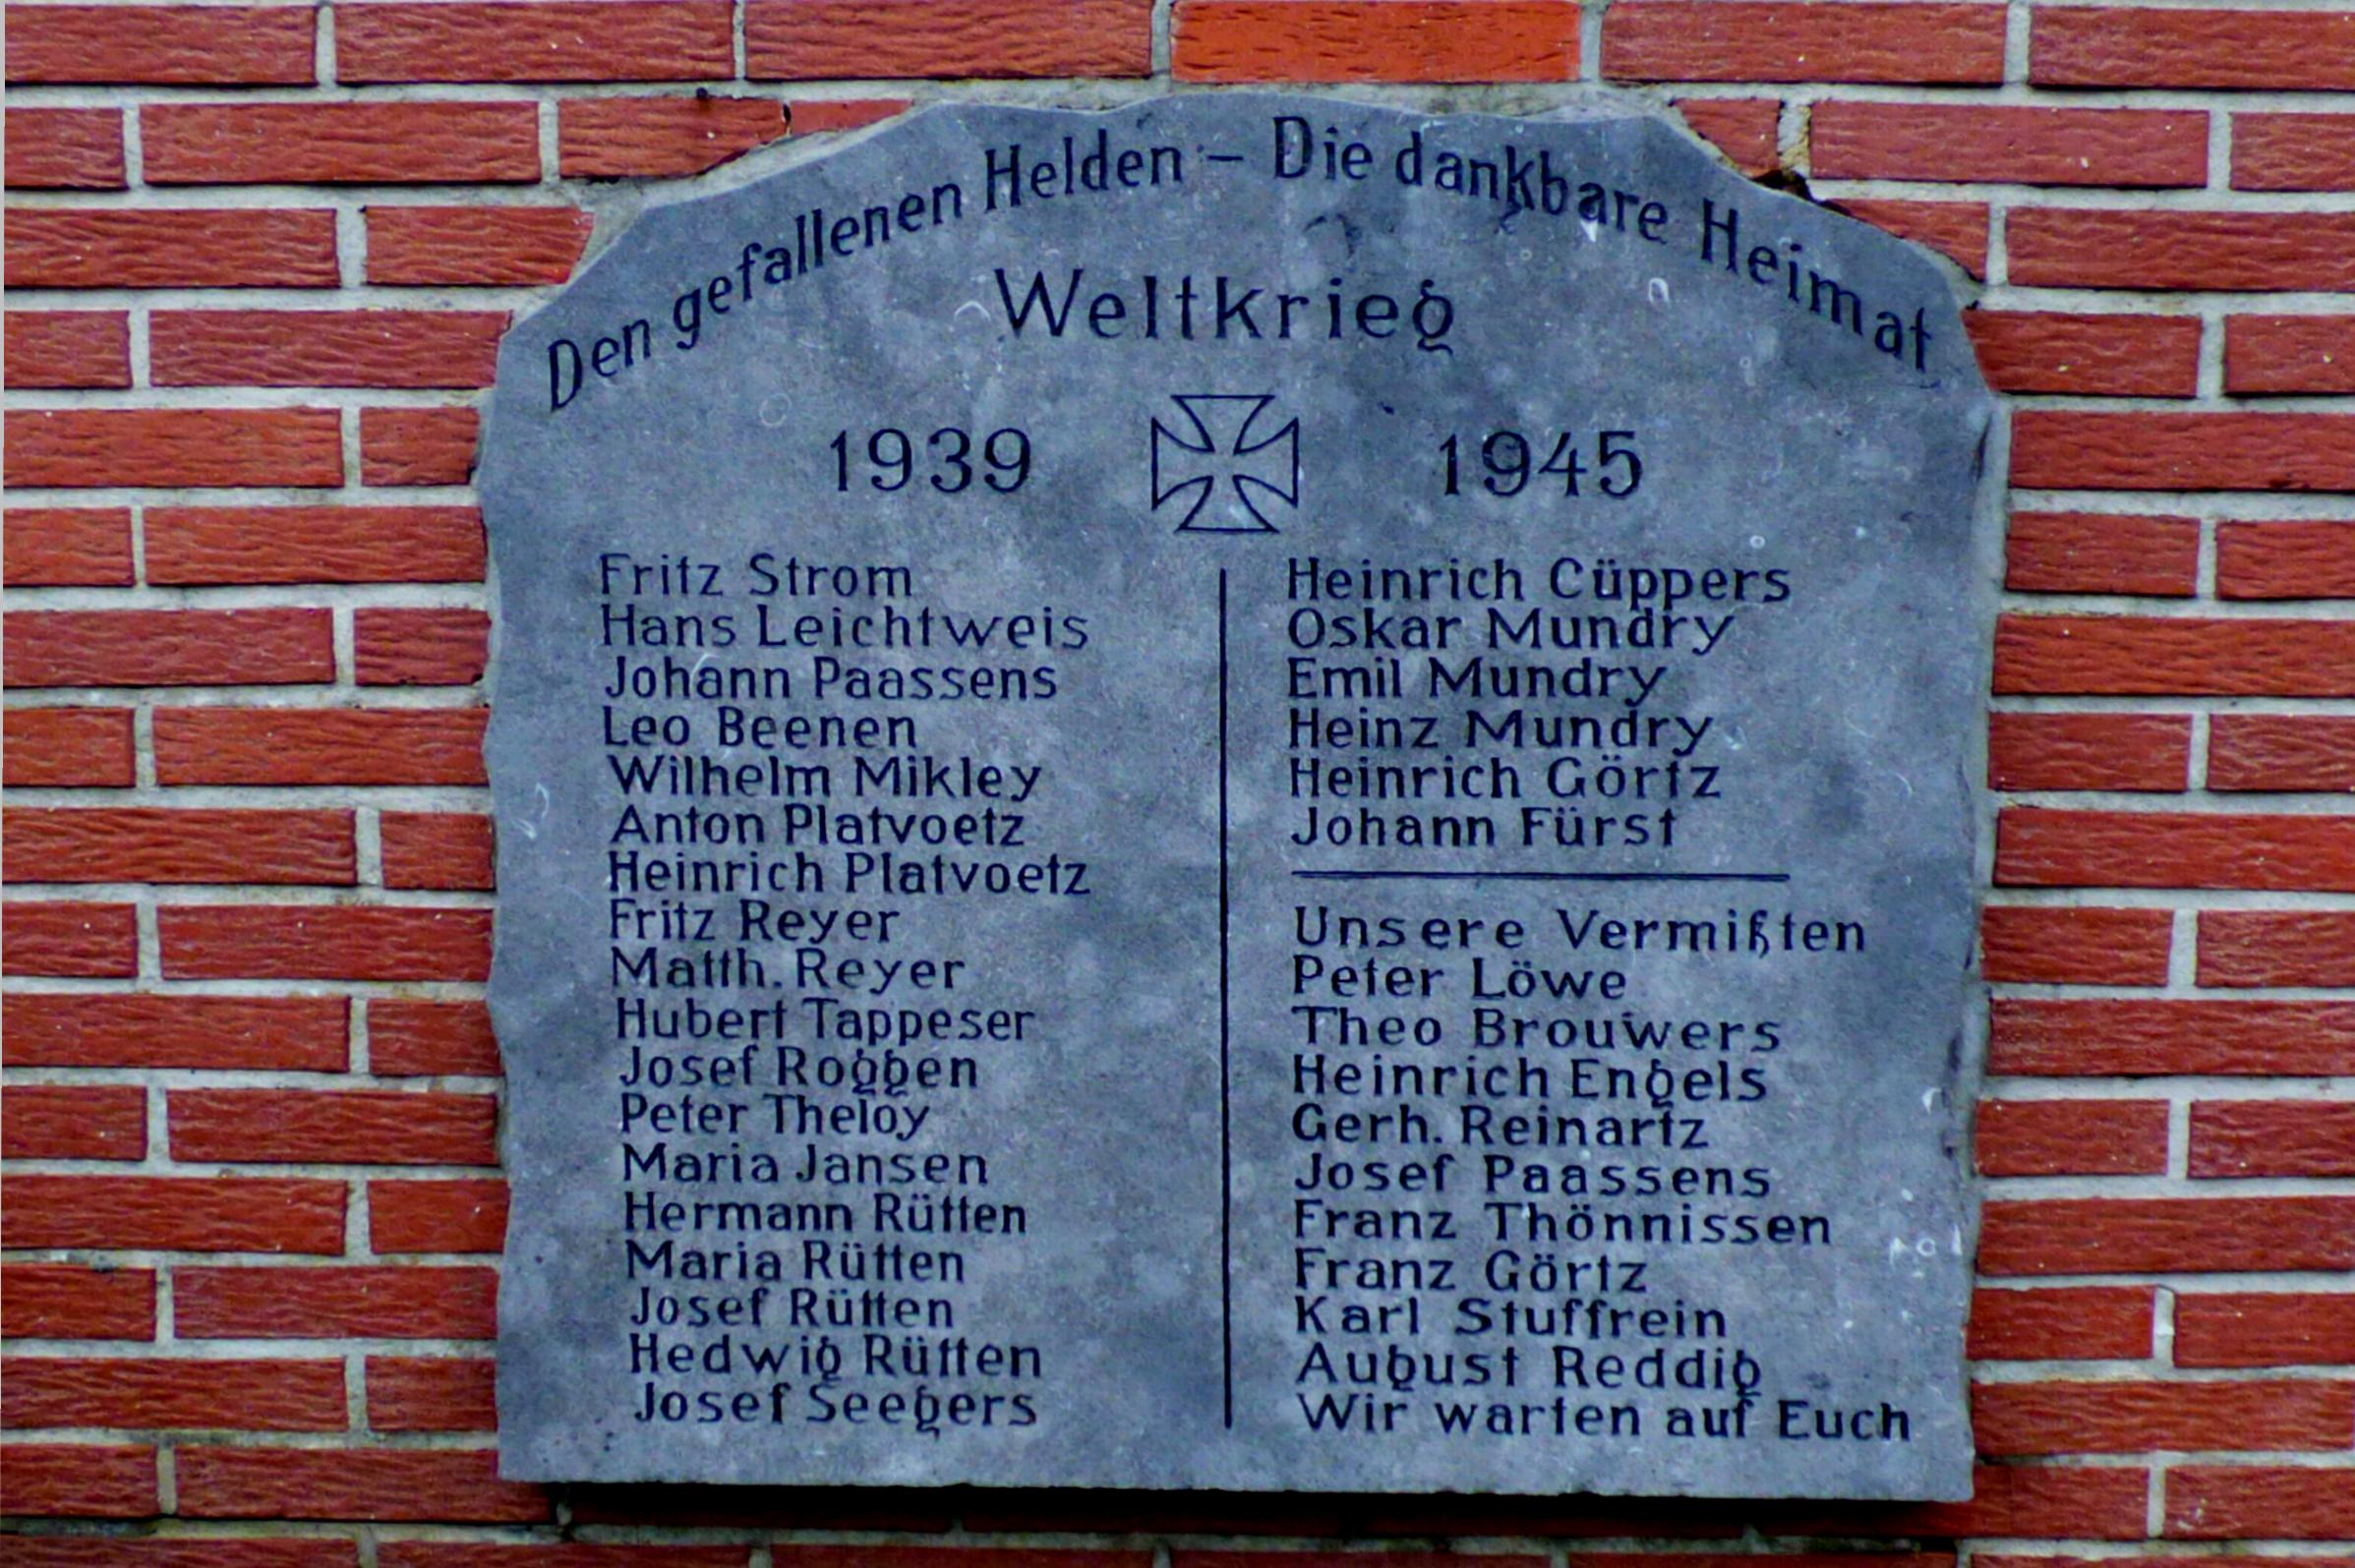 Den gefallenen Helden – Die dankbare Heimat
Weltkrieg
1939 1945
Fritz Strom
Hans Leichtweis
Johann Paassens
Leo Beenen
Wilhelm Mikley
Anton Platvoetz
Heinrich Platvoetz
Fritz Reyer
Matth. Reyer
Hubert Tappeser
Josef Roggen
Peter Theloy
Maria Jansen
Hermann Rütten
Maria Rütten
Josef Rütten
Hedwig Rütten
Josef Seegers
Heinrich Cüppers
Oskar Mundry
Emil Mundry
Heinz Mundry
Heinrich Görtz
Johann Fürst
Unsere Vermißten
Peter Löwe
Theo Brouwers
Heinrich Engels
Gerh. Reinartz
Josef Paassens
Franz Thönnissen
Franz Görtz
Karl Stuffrein
August Reddig
Wir warten auf Euch